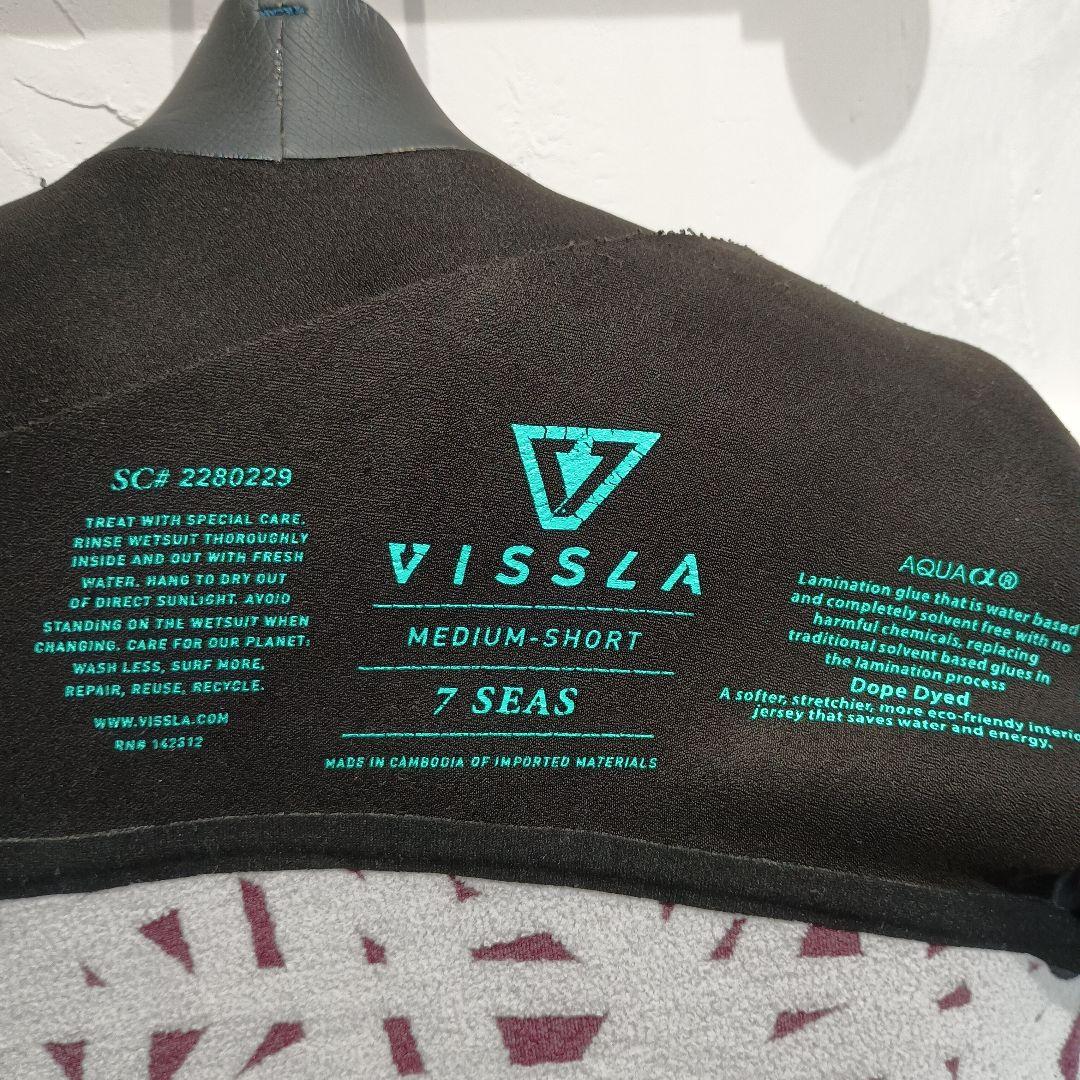 SC# 2280229
TREAT WITH SPECIAL CARE.
RINSE WETSUIT THOROUGHLY
INSIDE AND OUT WITH FRESH
WATER. HANG TO DRY OUT
OF DIRECT SUNLIGHT. AVOID
STANDING ON THE WETSUIT WHEN
CHANGING. CARE FOR OUR PLANET:
WASH LESS, SURF MORE,
REPAIR, REUSE, RECYCLE.
WWW.VISSLA.COM
RN# 142312
VISSLA
MEDIUM-SHORT
7 SEAS
MADE IN CAMBODIA OF IMPORTED MATERIALS
AQUA α®
Lamination glue that is water based
and completely solvent free with no
harmful chemicals, replacing
traditional solvent based glues in
the lamination process
Dope Dyed
A softer, stretchier, more eco-friendly interio
jersey that saves water and energy.